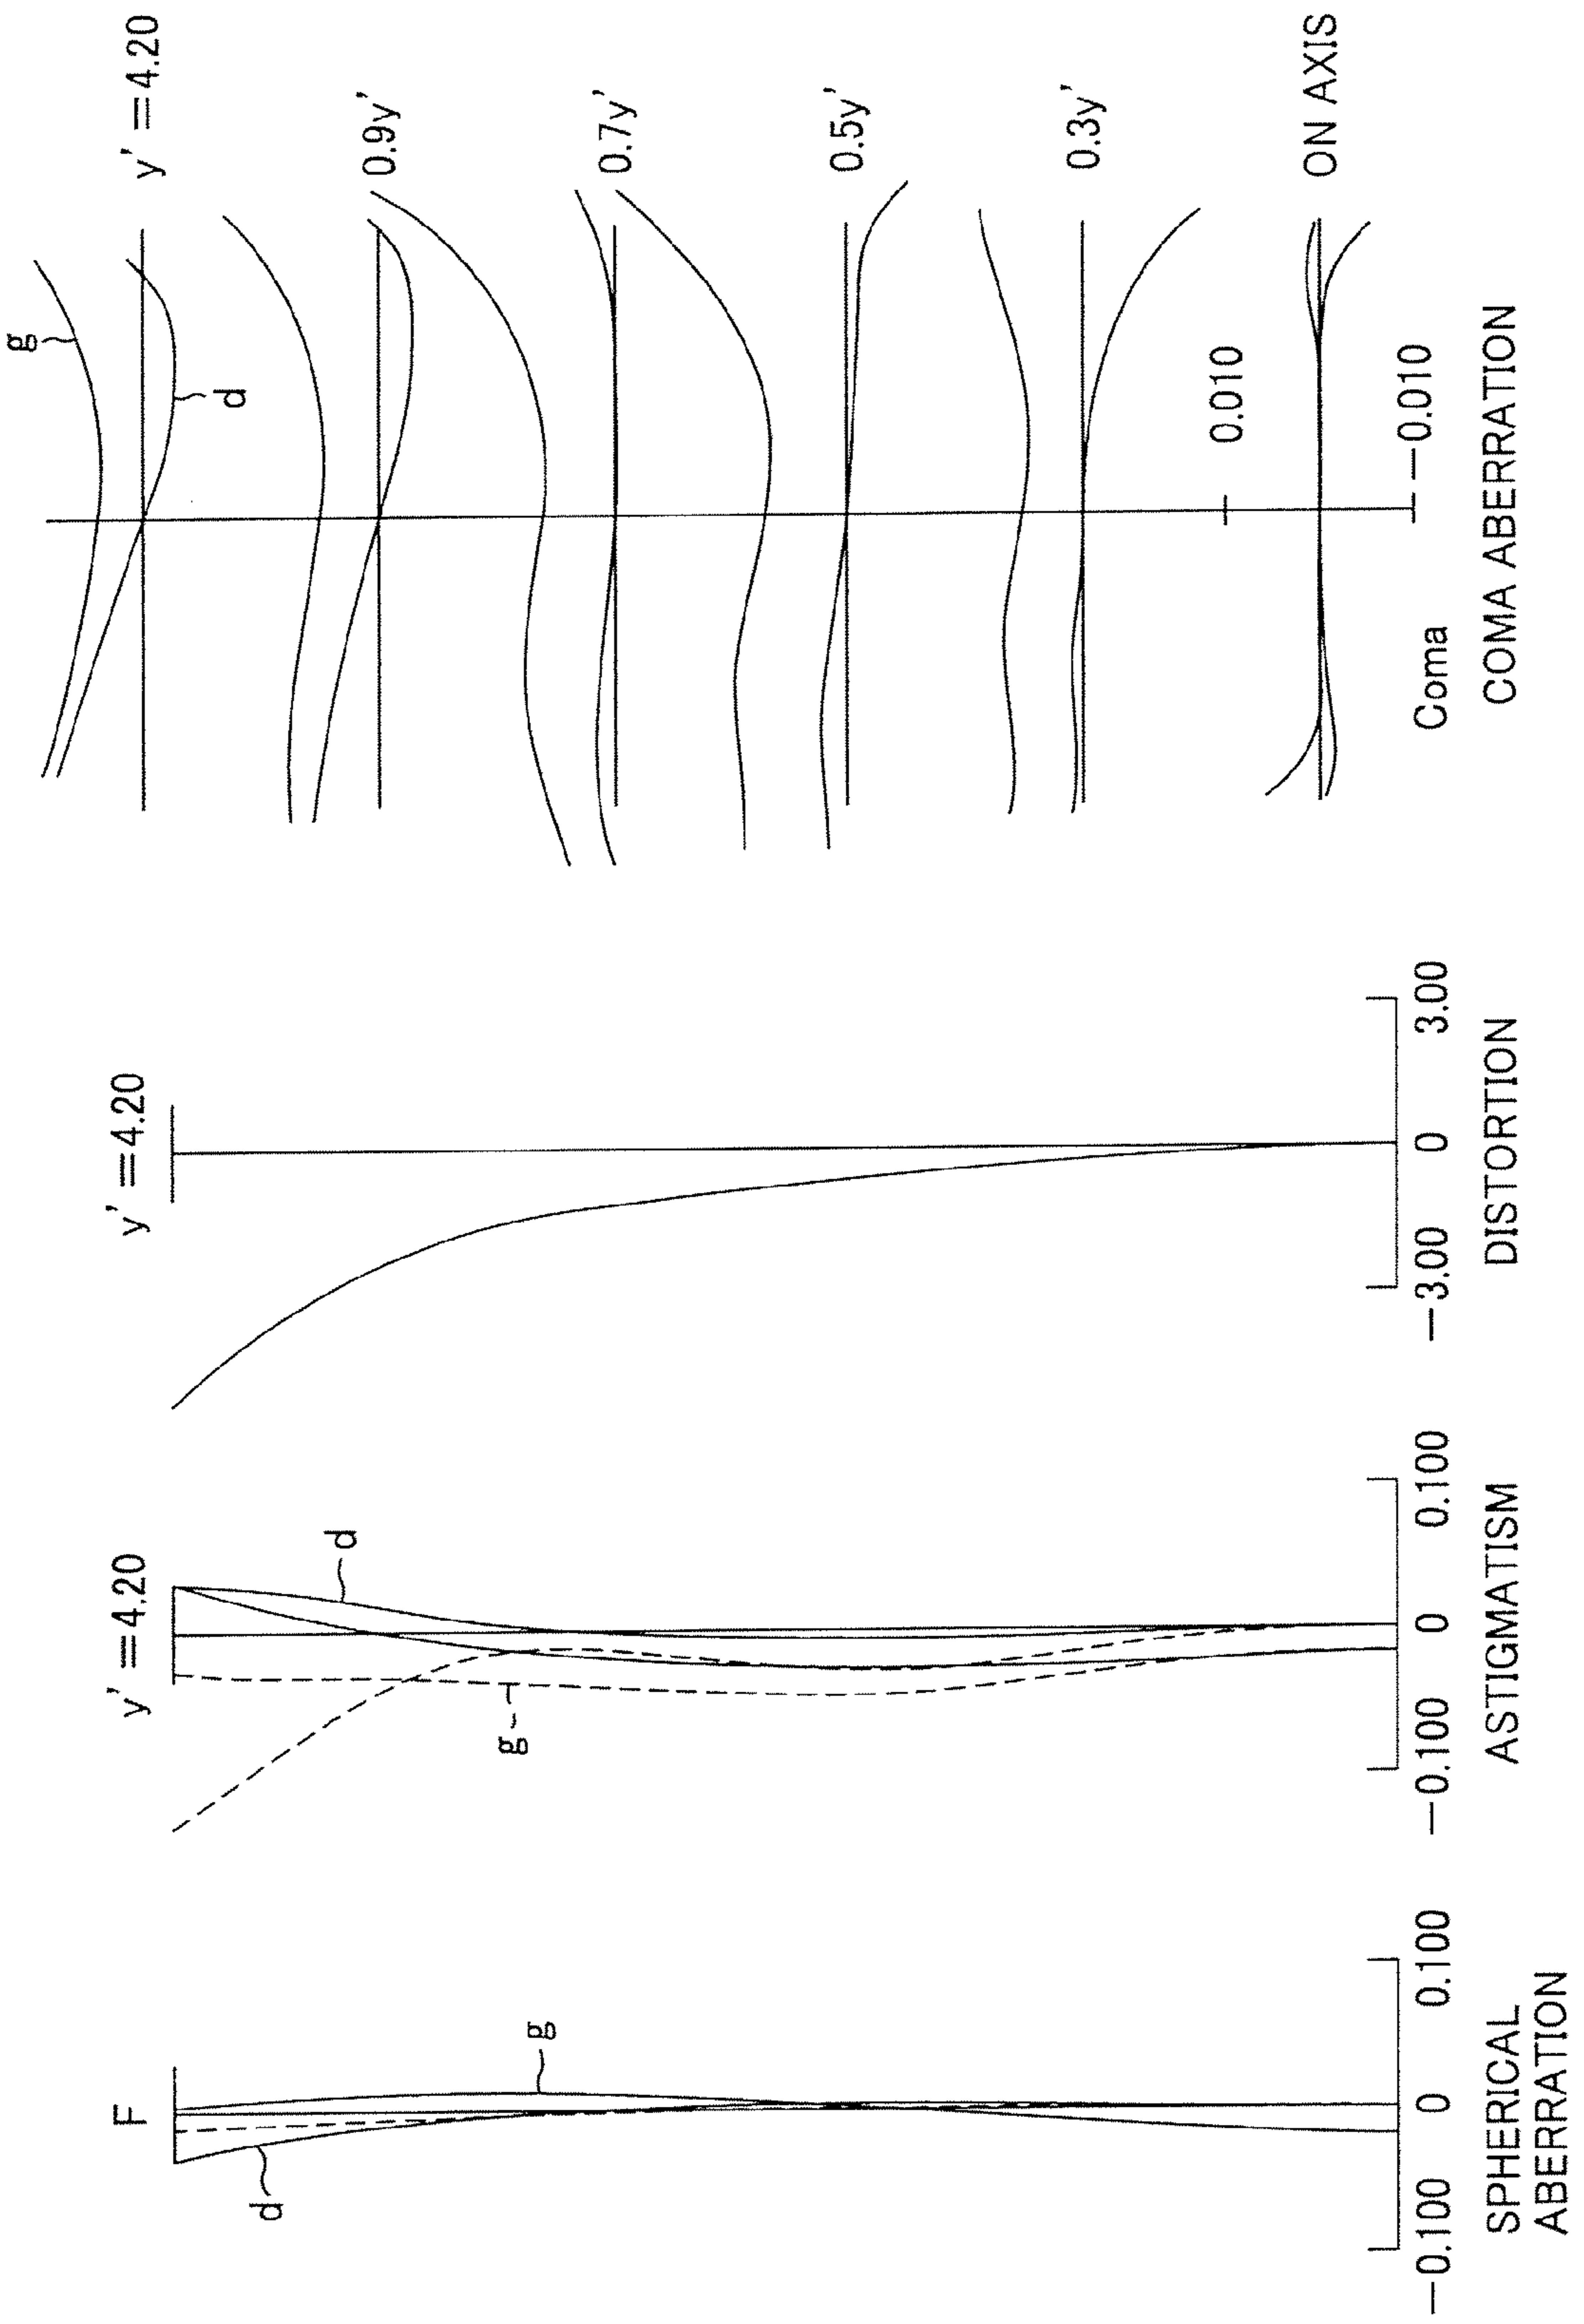 F
d
g
—0.100 0 0.100
SPHERICAL
ABERRATION
y' =4.20
d
g
—0.100 0 0.100
ASTIGMATISM
y' =4.20
—3.00 0 3.00
DISTORTION
g
y' =4.20
d
0.9y'
0.7y'
0.5y'
0.3y'
0.010
ON AXIS
—0.010
Coma
COMA ABERRATION